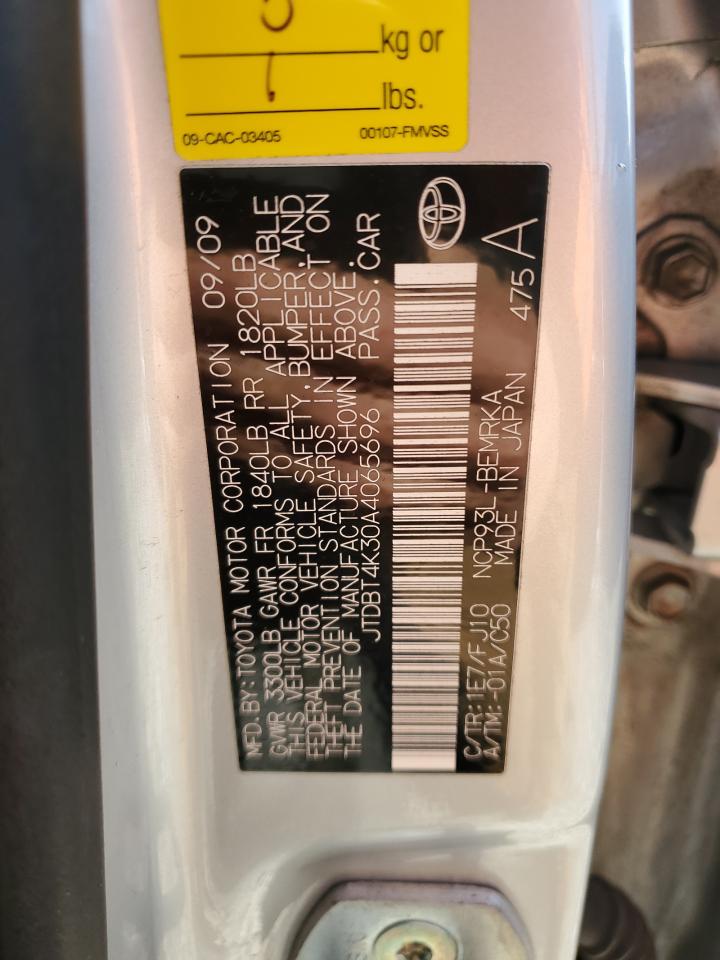 kg or
lbs.
09-CAC-03405 00107-FMVSS
MFD. BY: TOYOTA MOTOR CORPORATION 09/09
GVWR 3300LB GAWR FR 1840LB RR 1820LB
THIS VEHICLE CONFORMS TO ALL APPLICABLE
FEDERAL MOTOR VEHICLE SAFETY, BUMPER, AND
THEFT PREVENTION STANDARDS IN EFFECT ON
THE DATE OF MANUFACTURE SHOWN ABOVE.
JTDBT4K30A4065696 PASS. CAR
C/TR: 1E7/FJ10 NCP93L-BEMRKA 475 A
A/TM: -01A/C50 MADE IN JAPAN